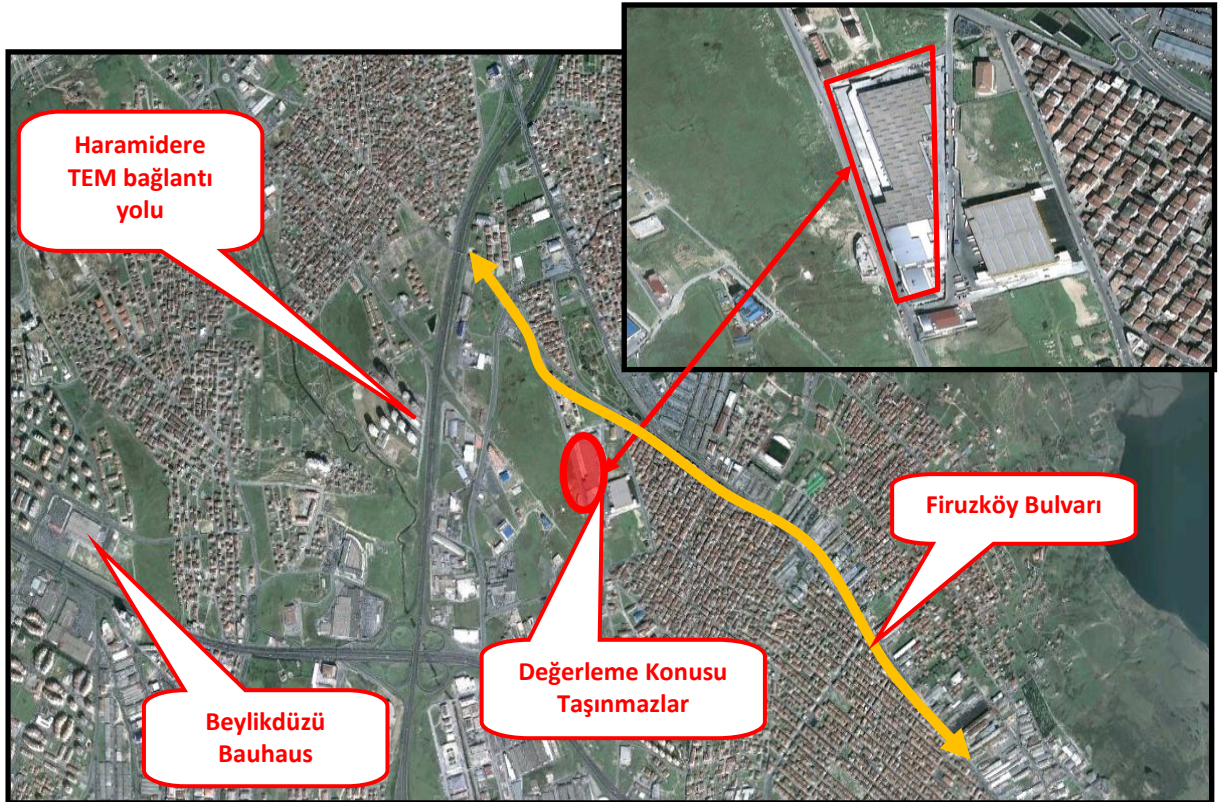 Haramidere
TEM bağlantı
yolu
Firuzköy Bulvarı
Değerleme Konusu
Taşınmazlar
Beylikdüzü
Bauhaus